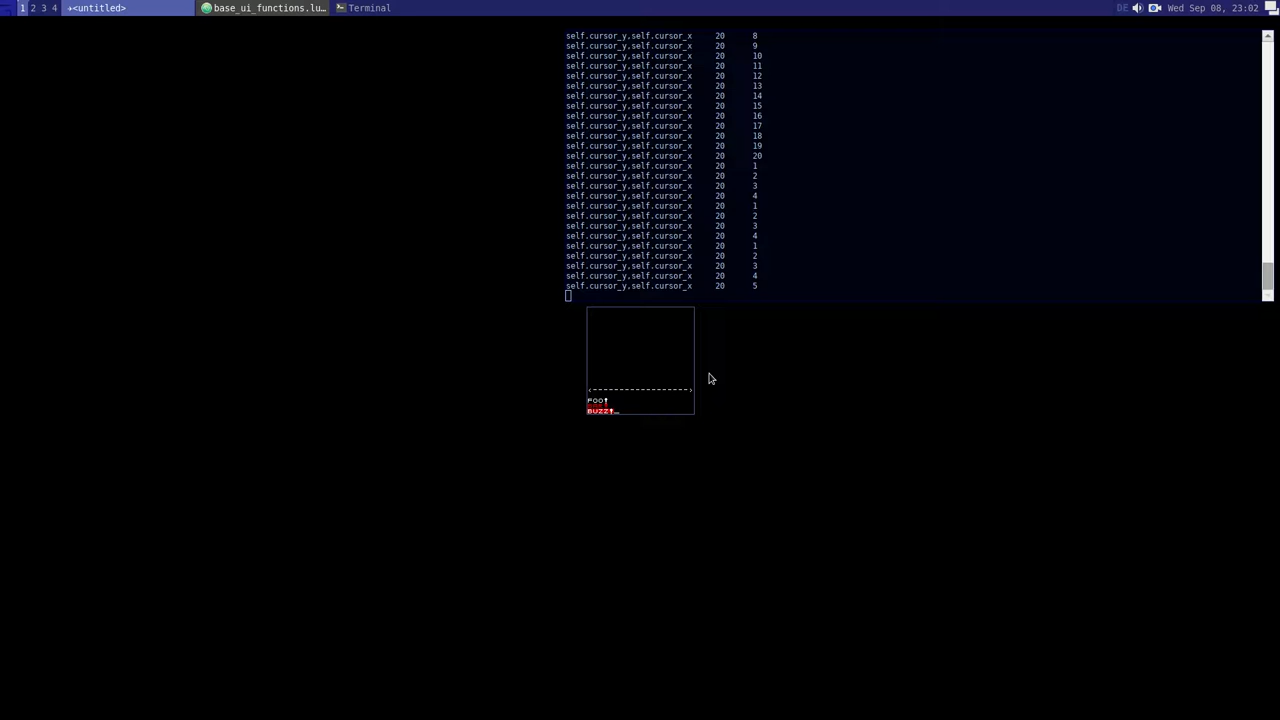 1 2 3 4 <untitled> base_ui_functions.lu… Terminal DE Wed Sep 08, 23:02
self.cursor_y,self.cursor_x 20 8
self.cursor_y,self.cursor_x 20 9
self.cursor_y,self.cursor_x 20 10
self.cursor_y,self.cursor_x 20 11
self.cursor_y,self.cursor_x 20 12
self.cursor_y,self.cursor_x 20 13
self.cursor_y,self.cursor_x 20 14
self.cursor_y,self.cursor_x 20 15
self.cursor_y,self.cursor_x 20 16
self.cursor_y,self.cursor_x 20 17
self.cursor_y,self.cursor_x 20 18
self.cursor_y,self.cursor_x 20 19
self.cursor_y,self.cursor_x 20 20
self.cursor_y,self.cursor_x 20 1
self.cursor_y,self.cursor_x 20 2
self.cursor_y,self.cursor_x 20 3
self.cursor_y,self.cursor_x 20 4
self.cursor_y,self.cursor_x 20 1
self.cursor_y,self.cursor_x 20 2
self.cursor_y,self.cursor_x 20 3
self.cursor_y,self.cursor_x 20 4
self.cursor_y,self.cursor_x 20 1
self.cursor_y,self.cursor_x 20 2
self.cursor_y,self.cursor_x 20 3
self.cursor_y,self.cursor_x 20 4
self.cursor_y,self.cursor_x 20 5
<------------------>
FOO!
BUZZ!_